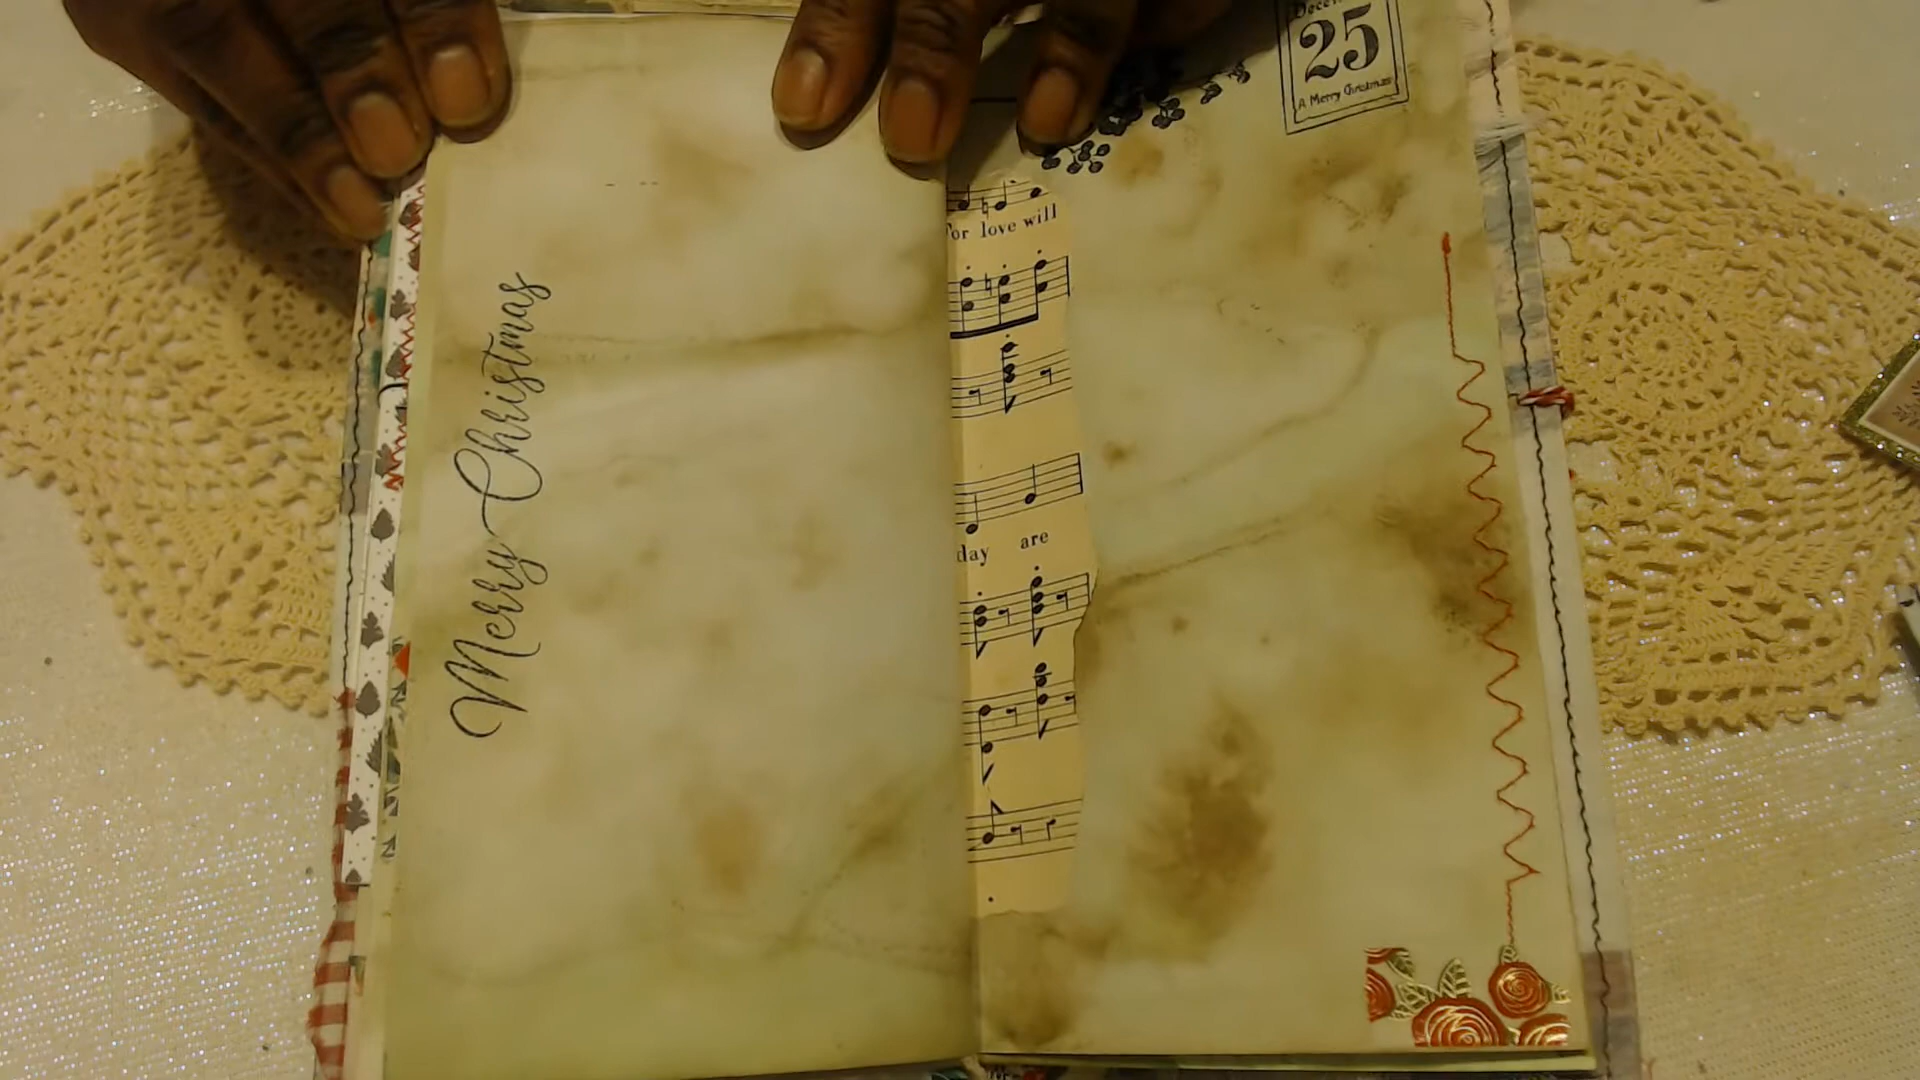 Merry Christmas
25
A Merry Christmas
For love will
day are